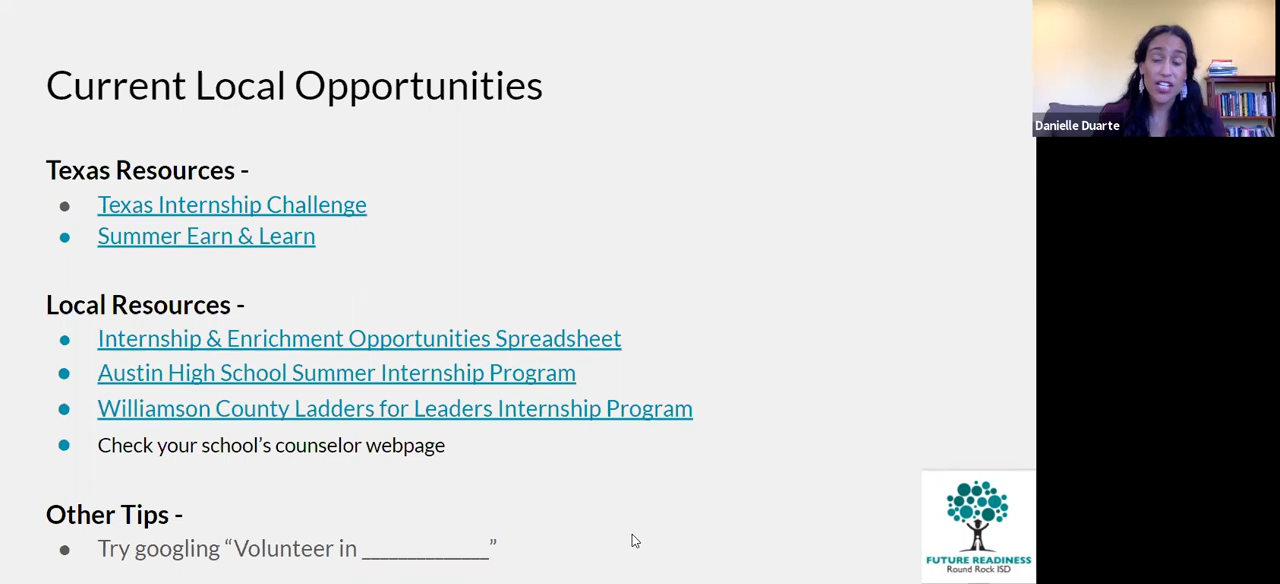 Current Local Opportunities
Danielle Duarte
Texas Resources -
Texas Internship Challenge
Summer Earn & Learn
Local Resources -
Internship & Enrichment Opportunities Spreadsheet
Austin High School Summer Internship Program
Williamson County Ladders for Leaders Internship Program
Check your school’s counselor webpage
Other Tips -
Try googling “Volunteer in ______________”
FUTURE READINESS
Round Rock ISD